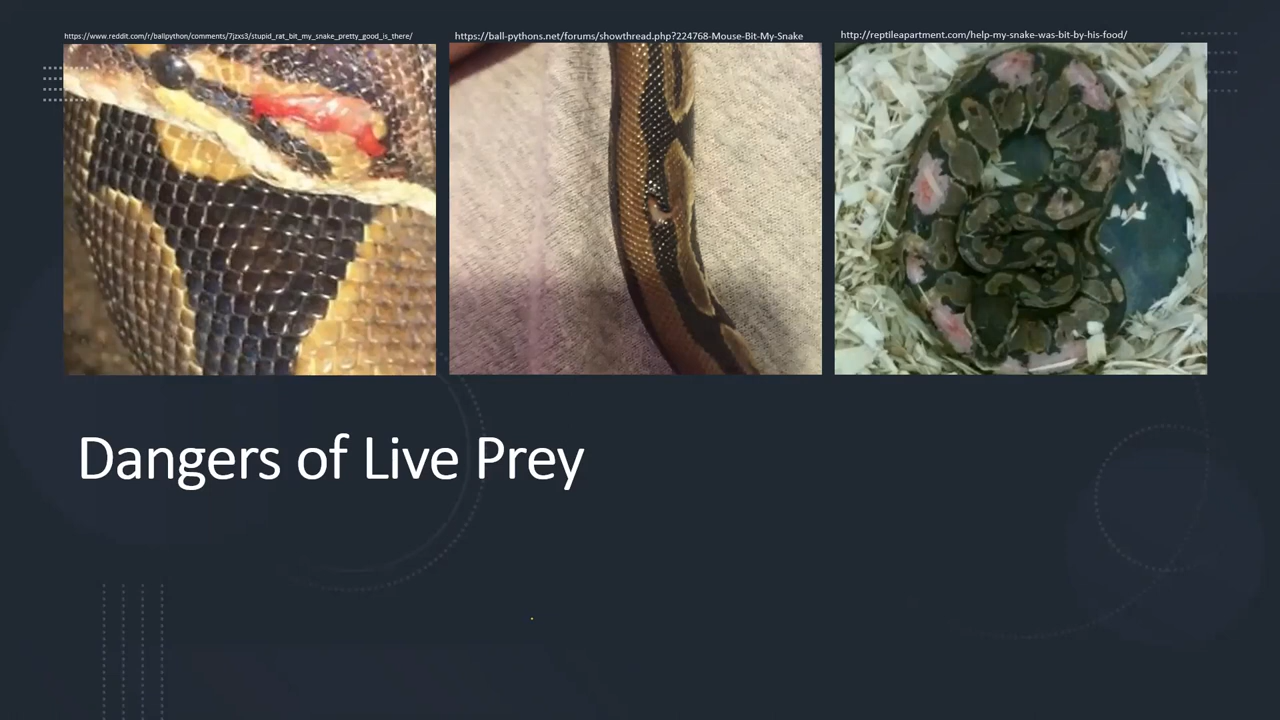 https://www.reddit.com/r/ballpython/comments/7jzxs3/stupid_rat_bit_my_snake_pretty_good_is_there/
https://ball-pythons.net/forums/showthread.php?224768-Mouse-Bit-My-Snake
http://reptileapartment.com/help-my-snake-was-bit-by-his-food/
Dangers of Live Prey